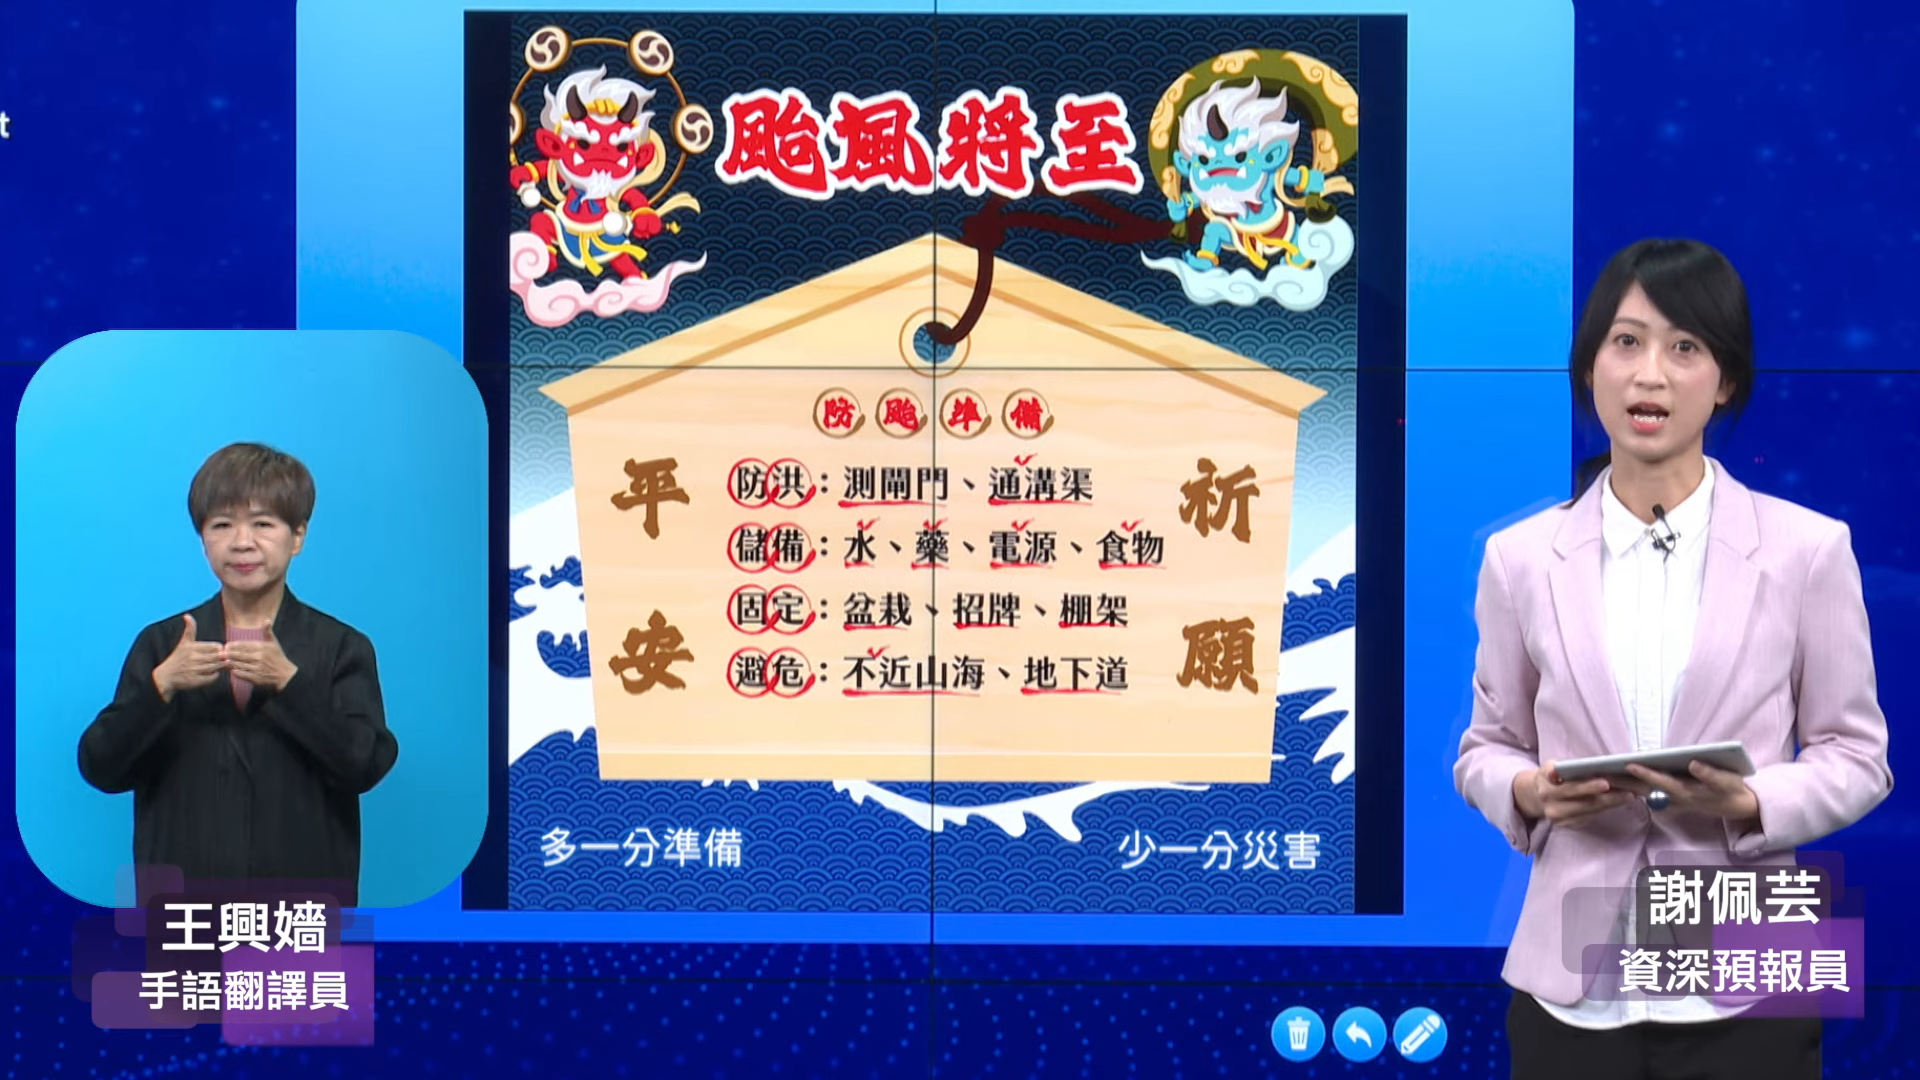 t
颱風將至
防颱準備
平安
祈願
防洪：測閘門、通溝渠
儲備：水、藥、電源、食物
固定：盆栽、招牌、棚架
避危：不近山海、地下道
多一分準備
少一分災害
王興嬙
手語翻譯員
謝佩芸
資深預報員